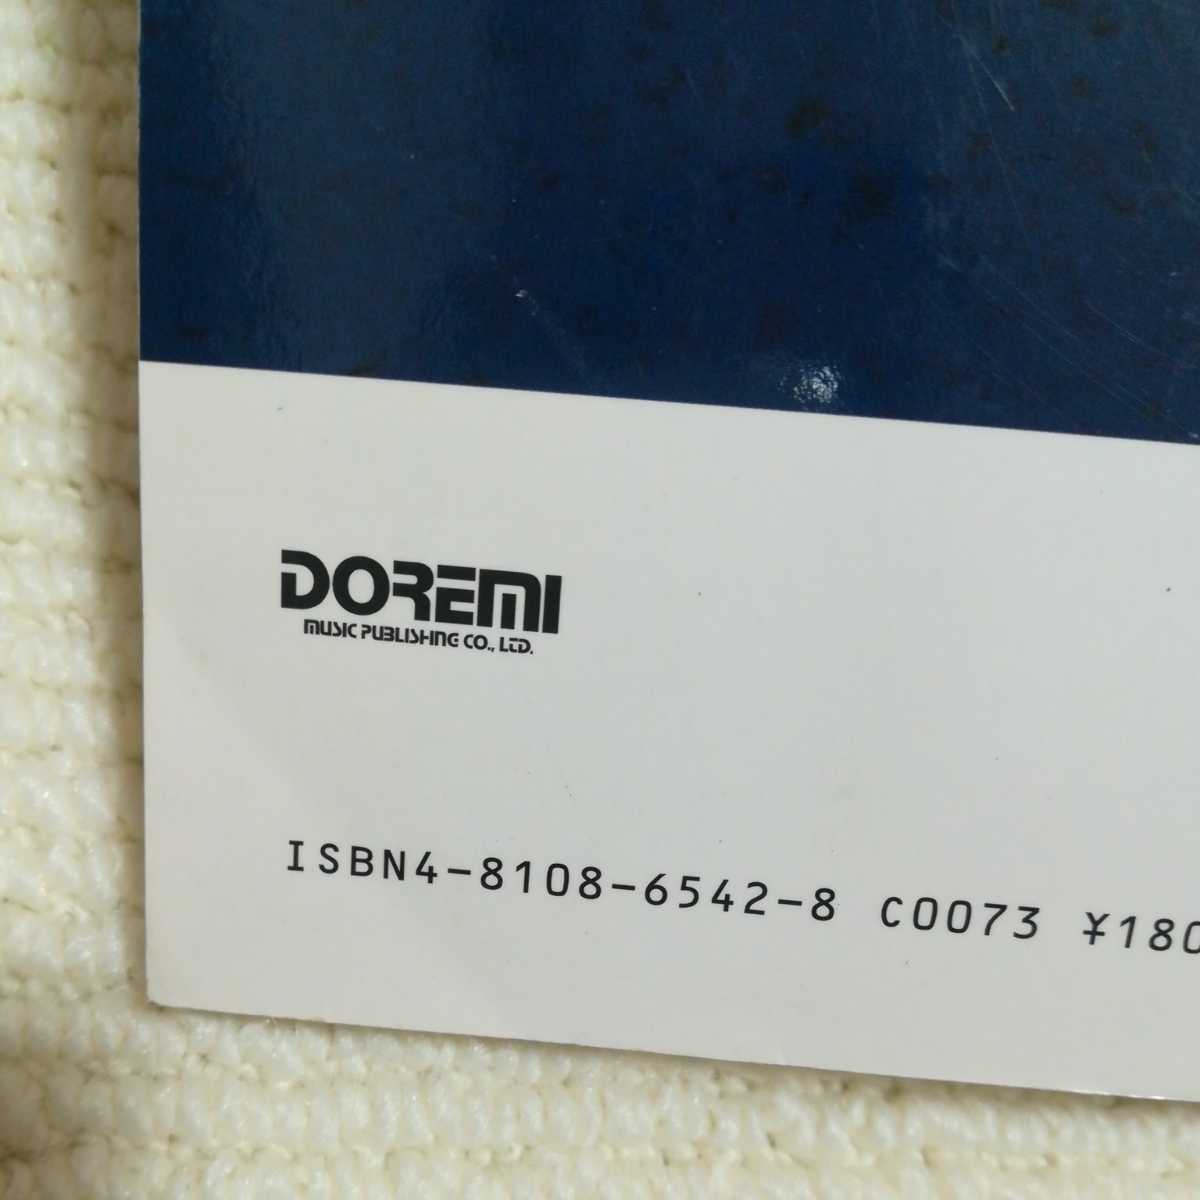 DOREMI
MUSIC PUBLISHING CO., LTD.
ISBN4-8108-6542-8 C0073 ¥180